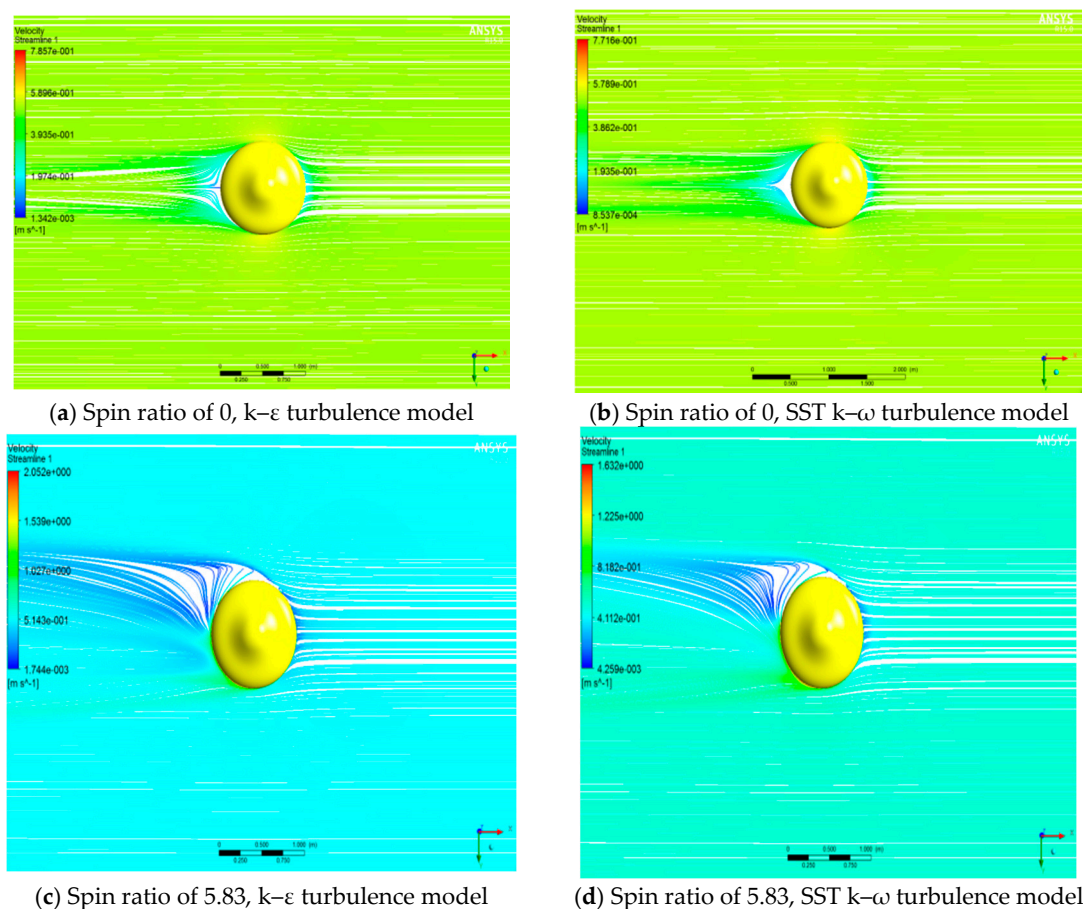 Velocity
Streamline 1
7.857e-001
5.896e-001
3.935e-001
1.974e-001
1.342e-003
[m s^-1]
ANSYS
0 0.500 1.000 (m)
0.250 0.750
(a) Spin ratio of 0, k–ε turbulence model
Velocity
Streamline 1
7.716e-001
5.789e-001
3.862e-001
1.935e-001
8.537e-004
[m s^-1]
ANSYS
0 1.000 2.000 (m)
0.500 1.500
(b) Spin ratio of 0, SST k–ω turbulence model
Velocity
Streamline 1
2.052e+000
1.539e+000
1.027e+000
5.143e-001
1.744e-003
[m s^-1]
ANSYS
0 0.500 1.000 (m)
0.250 0.750
(c) Spin ratio of 5.83, k–ε turbulence model
Velocity
Streamline 1
1.632e+000
1.225e+000
8.182e-001
4.112e-001
4.259e-003
[m s^-1]
ANSYS
0.500 1.000 (m)
0.250 0.750
(d) Spin ratio of 5.83, SST k–ω turbulence model